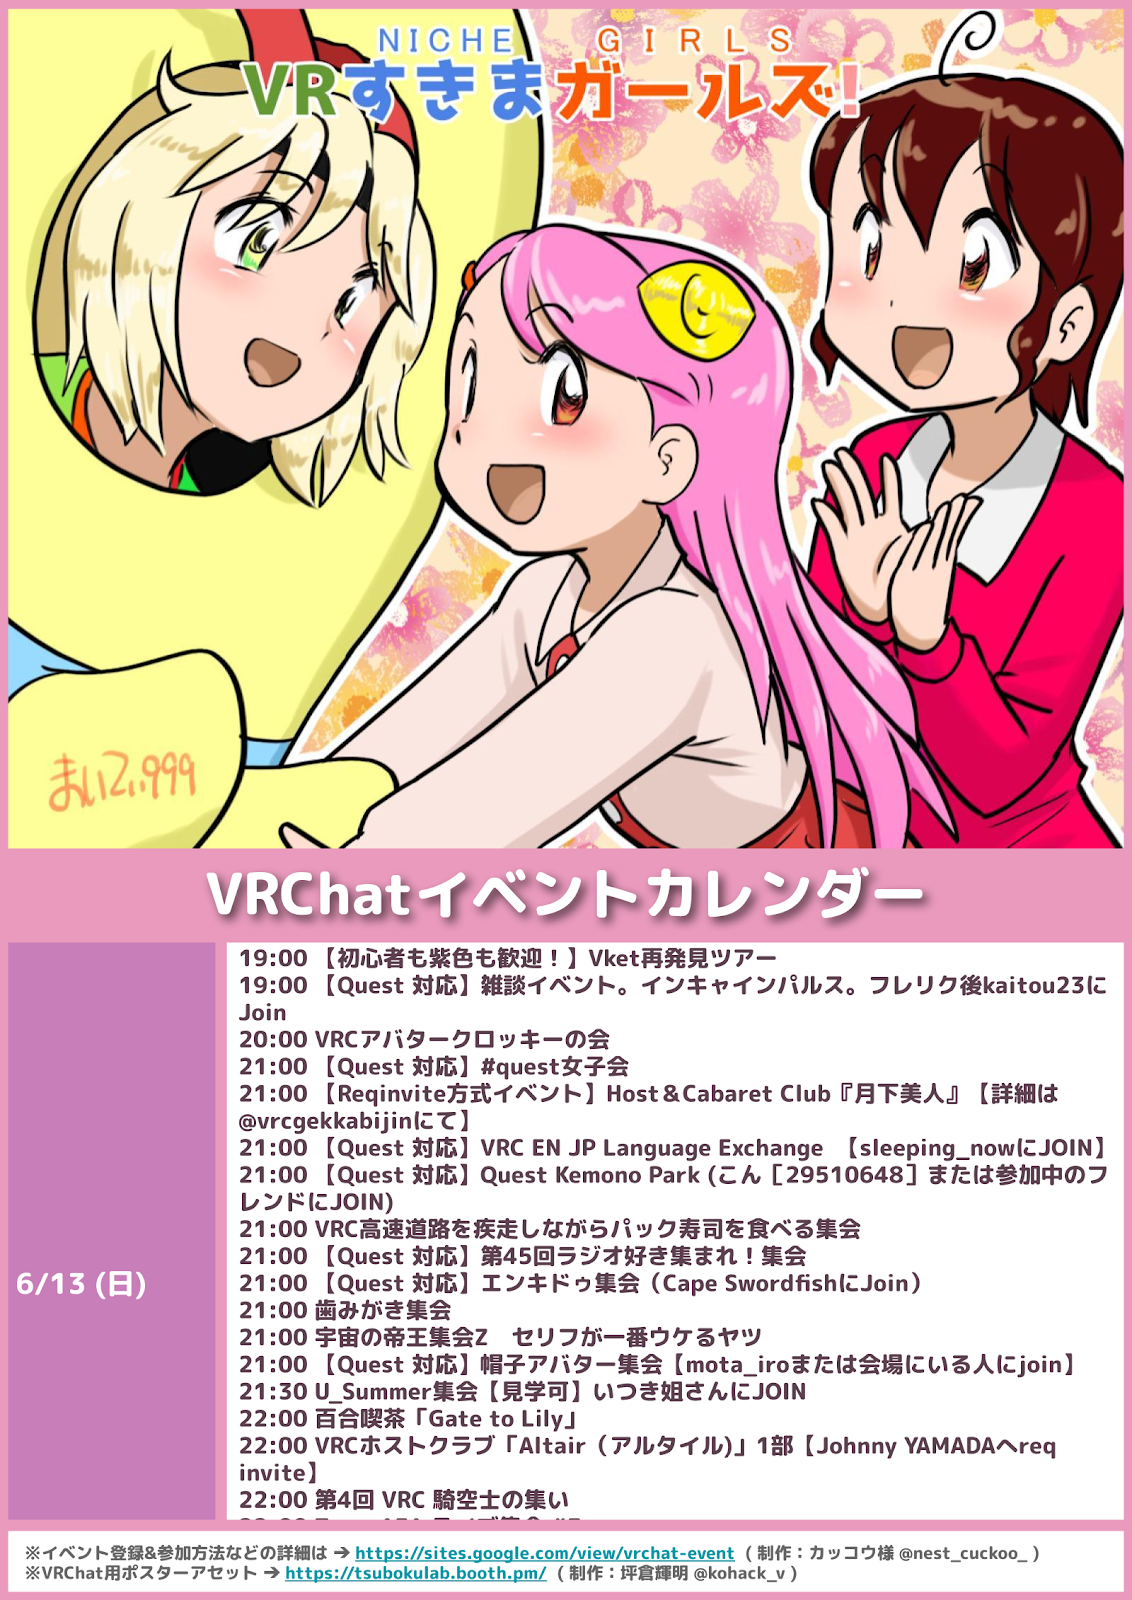 NICHE GIRLS
VRすきまガールズ!
まいてぃ999
VRChatイベントカレンダー
6/13 (日)
19:00 【初心者も紫色も歓迎！】Vket再発見ツアー
19:00 【Quest 対応】雑談イベント。インキャインパルス。フレリク後kaitou23に
Join
20:00 VRCアバタークロッキーの会
21:00 【Quest 対応】#quest女子会
21:00 【Reqinvite方式イベント】Host＆Cabaret Club『月下美人』【詳細は
@vrcgekkabijinにて】
21:00 【Quest 対応】VRC EN JP Language Exchange 【sleeping_nowにJOIN】
21:00 【Quest 対応】Quest Kemono Park (こん［29510648］または参加中のフ
レンドにJOIN)
21:00 VRC高速道路を疾走しながらパック寿司を食べる集会
21:00 【Quest 対応】第45回ラジオ好き集まれ！集会
21:00 【Quest 対応】エンキドゥ集会（Cape SwordfishにJoin）
21:00 歯みがき集会
21:00 宇宙の帝王集会Z　セリフが一番ウケるヤツ
21:00 【Quest 対応】帽子アバター集会【mota_iroまたは会場にいる人にjoin】
21:30 U_Summer集会【見学可】いつき姐さんにJOIN
22:00 百合喫茶「Gate to Lily」
22:00 VRCホストクラブ「Altair（アルタイル)」1部【Johnny YAMADAへreq
invite】
22:00 第4回 VRC 騎空士の集い
※イベント登録&参加方法などの詳細は → https://sites.google.com/view/vrchat-event ( 制作：カッコウ様 @nest_cuckoo_ )
※VRChat用ポスターアセット → https://tsubokulab.booth.pm/ ( 制作：坪倉輝明 @kohack_v )